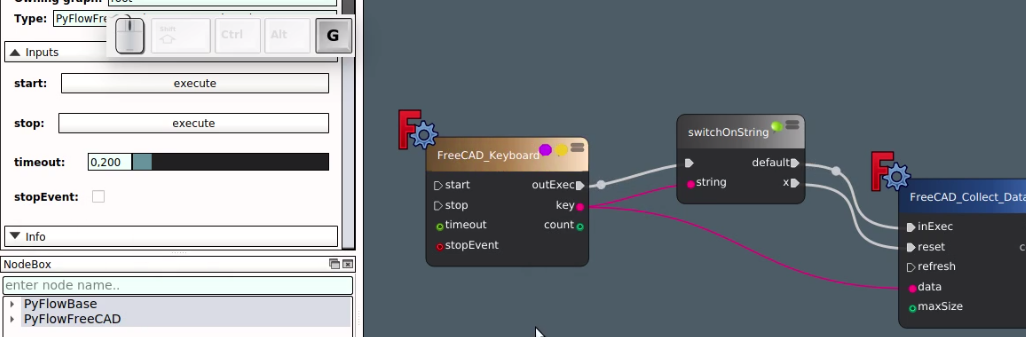 Owning graph: root
Type: PyFlowFre
Shift Ctrl Alt G
Inputs
start: execute
stop: execute
timeout: 0,200
stopEvent:
Info
NodeBox
enter node name..
PyFlowBase
PyFlowFreeCAD
FreeCAD_Keyboard
start outExec
stop key
timeout count
stopEvent
switchOnString
default
string x
FreeCAD_Collect_Data
inExec
reset c
refresh
data
maxSize